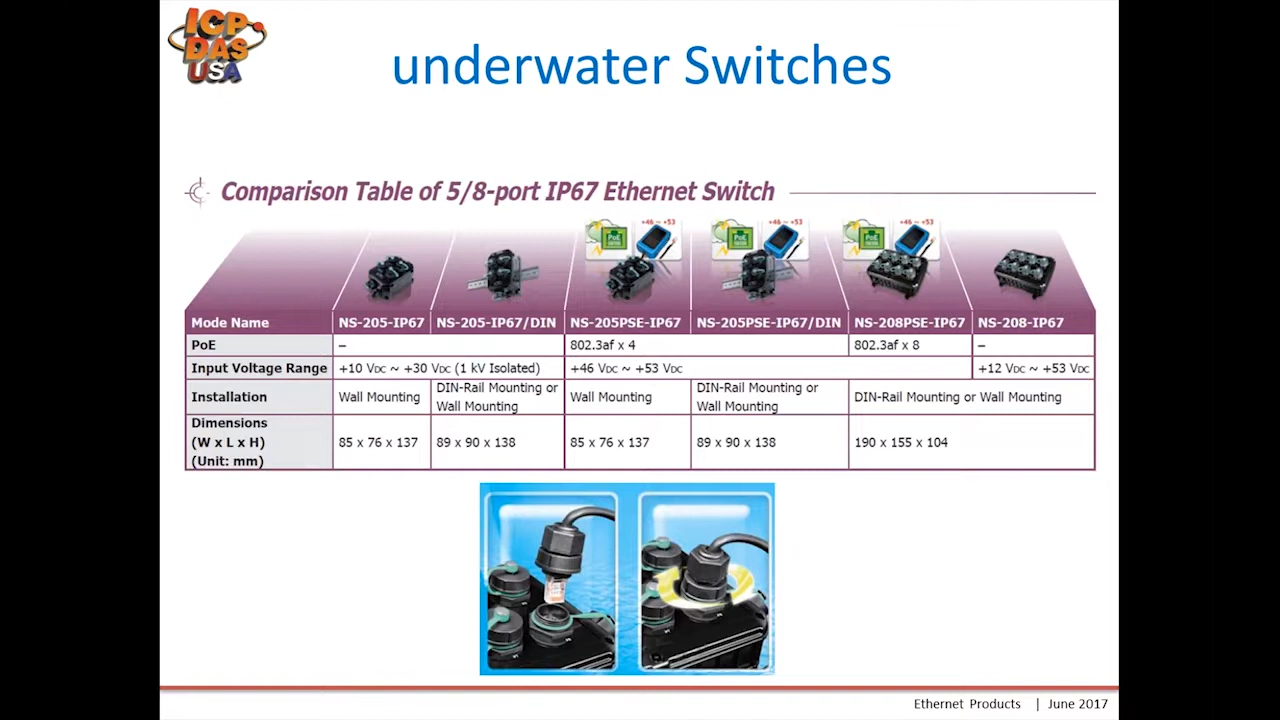 ICP
DAS
USA
underwater Switches
Comparison Table of 5/8-port IP67 Ethernet Switch
+46 ~ +53
+46 ~ +53
+46 ~ +53
PoE
PoE
PoE
Mode Name NS-205-IP67 NS-205-IP67/DIN NS-205PSE-IP67 NS-205PSE-IP67/DIN NS-208PSE-IP67 NS-208-IP67
PoE – 802.3af x 4 802.3af x 8 –
Input Voltage Range +10 VDC ~ +30 VDC (1 kV Isolated) +46 VDC ~ +53 VDC +12 VDC ~ +53 VDC
Installation Wall Mounting DIN-Rail Mounting or Wall Mounting Wall Mounting DIN-Rail Mounting or Wall Mounting DIN-Rail Mounting or Wall Mounting
Dimensions
(W x L x H) 85 x 76 x 137 89 x 90 x 138 85 x 76 x 137 89 x 90 x 138 190 x 155 x 104
(Unit: mm)
Ethernet Products | June 2017